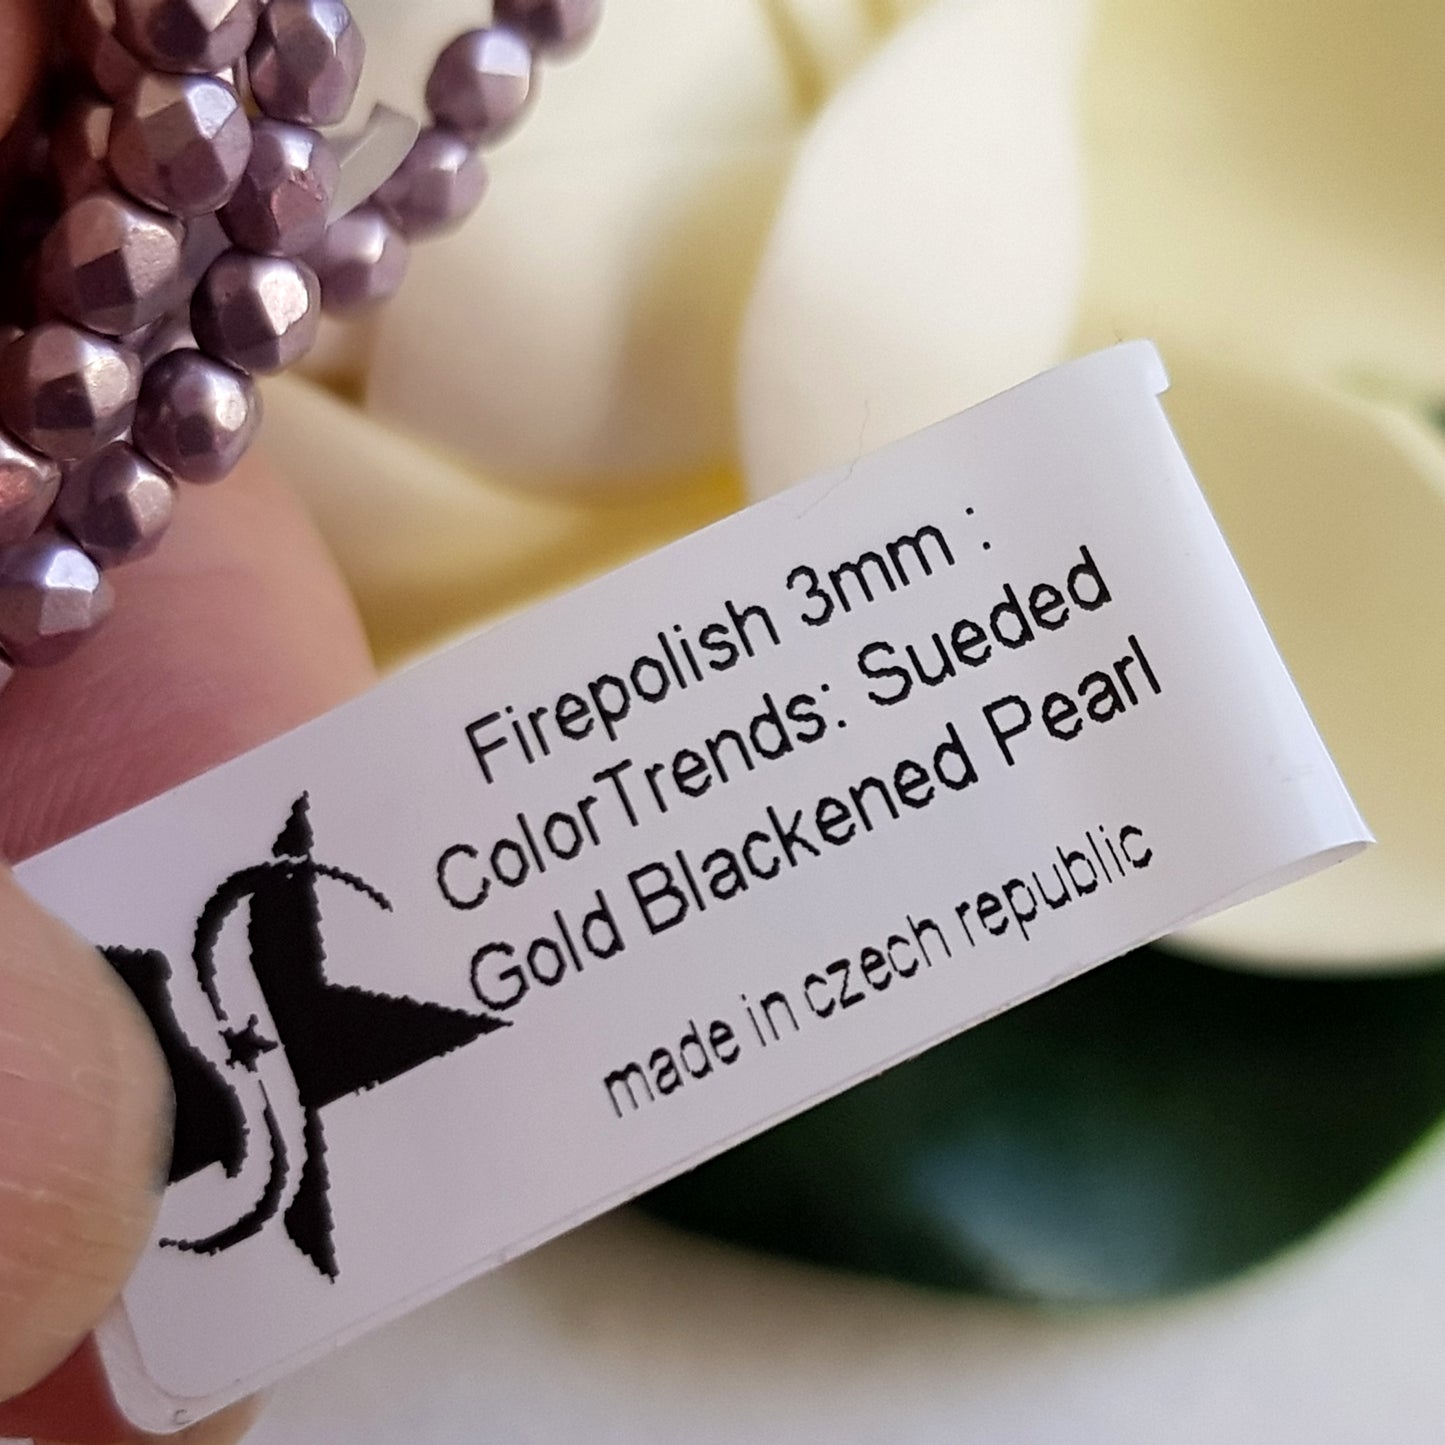 Firepolish 3mm :
ColorTrends: Sueded
Gold Blackened Pearl
made in czech republic